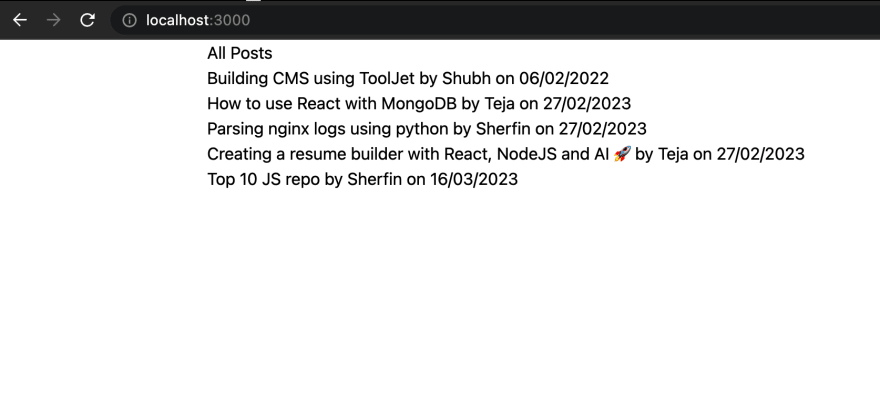 localhost:3000
All Posts
Building CMS using ToolJet by Shubh on 06/02/2022
How to use React with MongoDB by Teja on 27/02/2023
Parsing nginx logs using python by Sherfin on 27/02/2023
Creating a resume builder with React, NodeJS and AI 🚀 by Teja on 27/02/2023
Top 10 JS repo by Sherfin on 16/03/2023